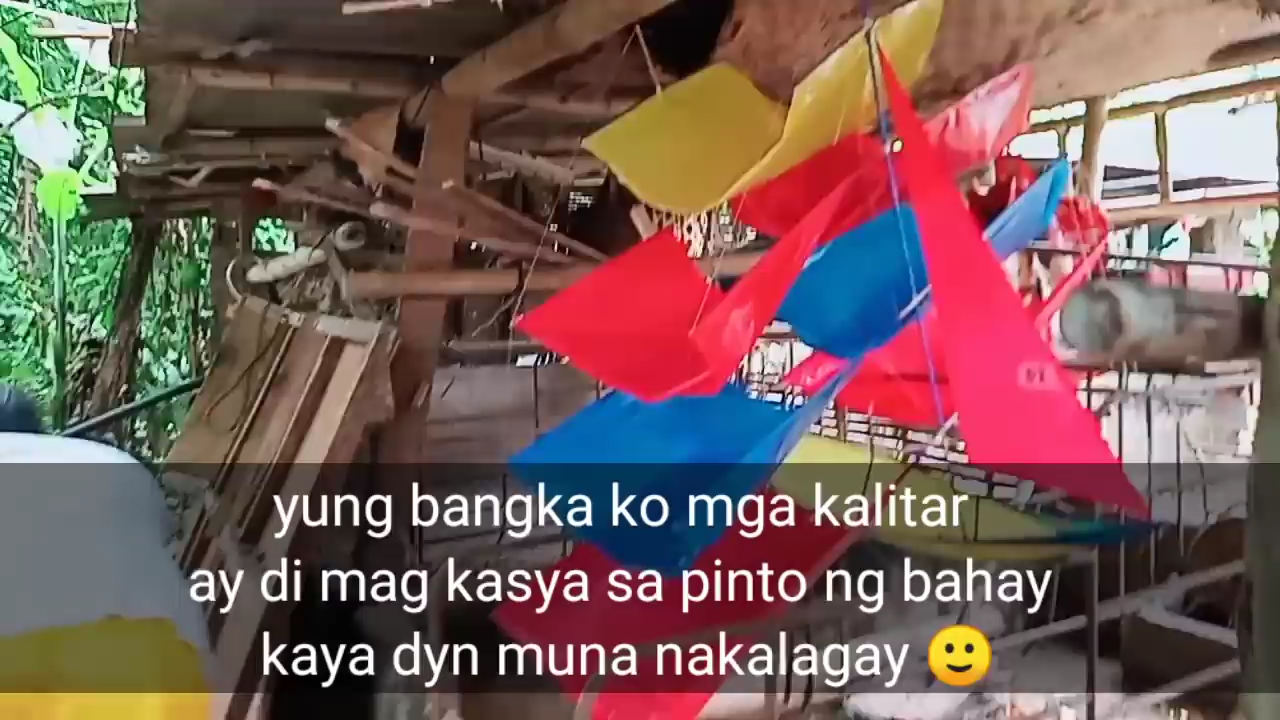 yung bangka ko mga kalitar
ay di mag kasya sa pinto ng bahay
kaya dyn muna nakalagay 🙂